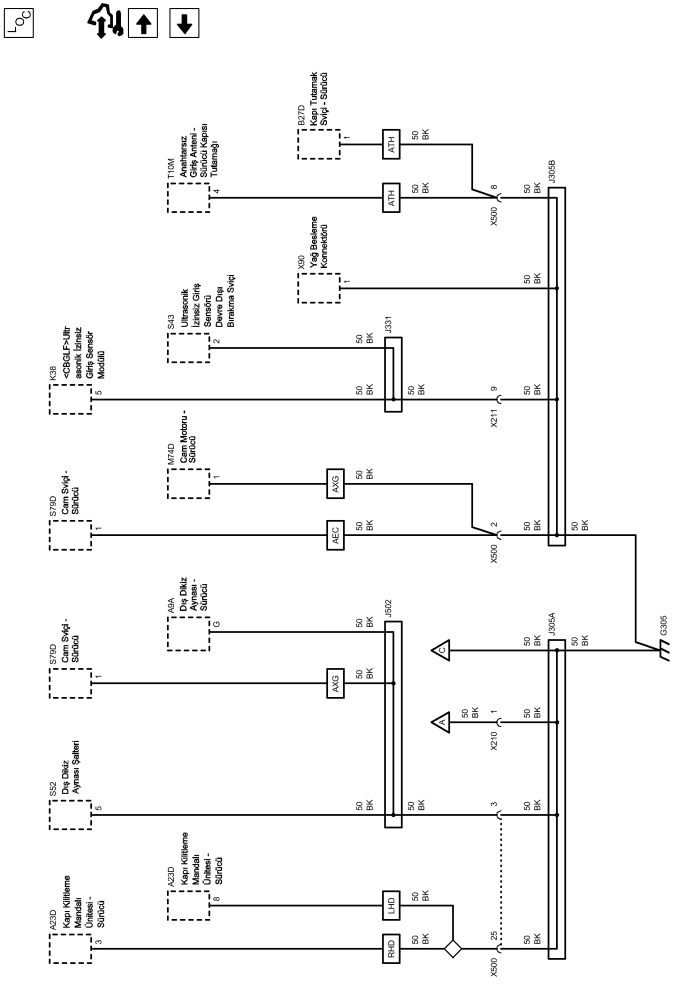 LOC
A23D
Kapı Kilitleme
Mandalı
Ünitesi -
Sürücü
3
RHD
50
BK
A23D
Kapı Kilitleme
Mandalı
Ünitesi -
Sürücü
8
LHD
50
BK
25
X500
50
BK
S52
Dış Dikiz
Aynası Şalteri
5
50
BK
50
BK
3
50
BK
S79D
Cam Sviçi -
Sürücü
1
AXG
50
BK
A9A
Dış Dikiz
Aynası -
Sürücü
G
50
BK
J502
A
50
BK
X210
1
50
BK
C
50
BK
J305A
50
BK
G305
S79D
Cam Sviçi -
Sürücü
1
AEC
50
BK
M74D
Cam Motoru -
Sürücü
1
AXG
50
BK
X500
2
50
BK
50
BK
K38
<CBGLF>Ultr
asonik İzinsiz
Giriş Sensör
Modülü
5
50
BK
S43
Ultrasonik
İzinsiz Giriş
Sensörü
Devre Dışı
Bırakma Sviçi
2
50
BK
J331
50
BK
X211
9
50
BK
X90
Yağ Besleme
Konnektörü
1
50
BK
T10M
Anahtarsız
Giriş Anteni -
Sürücü Kapısı
Tutamağı
4
ATH
50
BK
B27D
Kapı Tutamak
Sviçi - Sürücü
1
ATH
50
BK
X500
8
50
BK
J305B